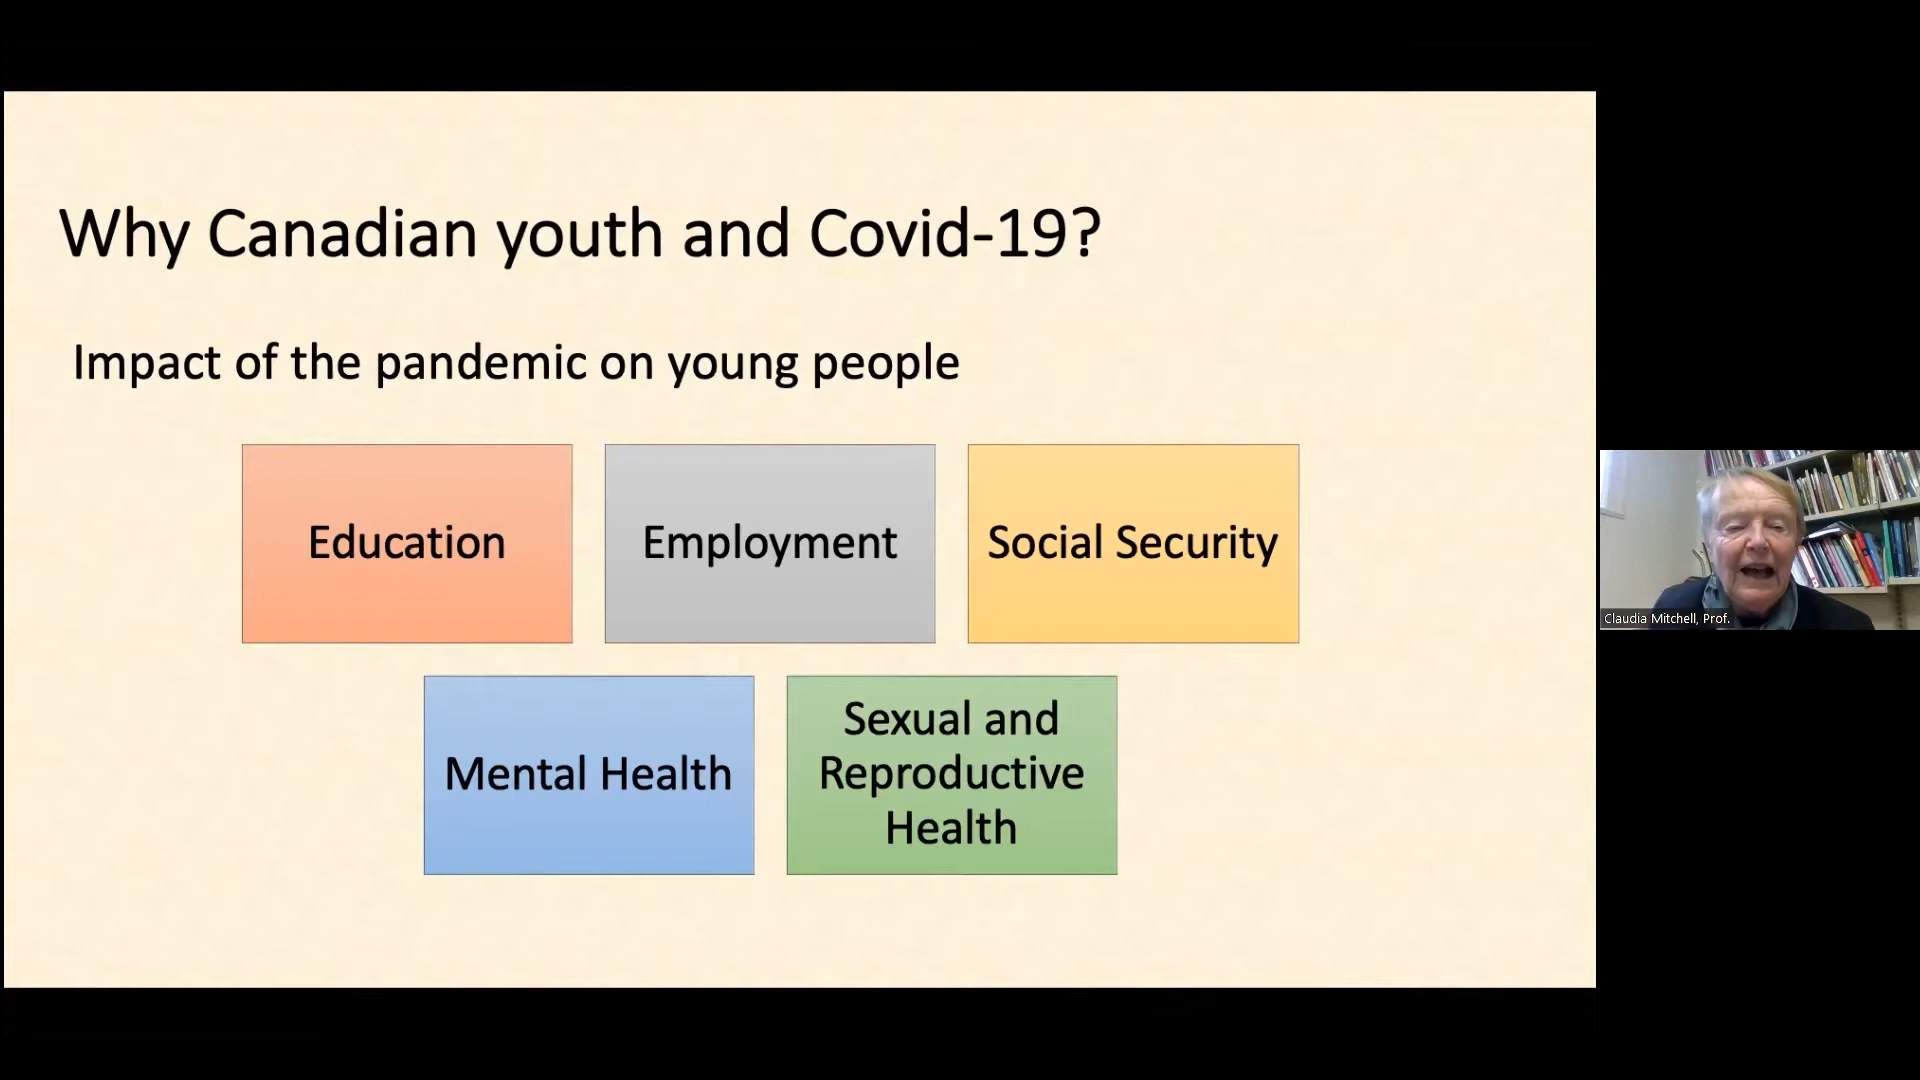 Why Canadian youth and Covid-19?
Impact of the pandemic on young people
Education
Employment
Social Security
Mental Health
Sexual and
Reproductive
Health
Claudia Mitchell, Prof.